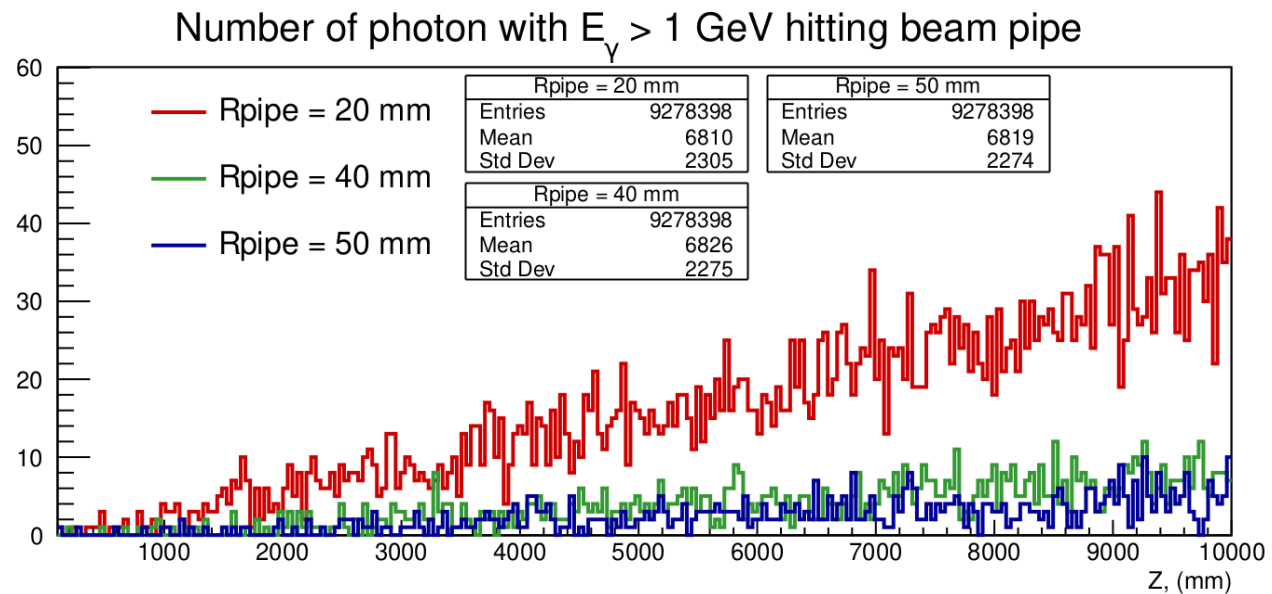 Number of photon with Eγ > 1 GeV hitting beam pipe
60
50
40
30
20
10
0
Rpipe = 20 mm
Rpipe = 40 mm
Rpipe = 50 mm
Rpipe = 20 mm
Entries 9278398
Mean 6810
Std Dev 2305
Rpipe = 50 mm
Entries 9278398
Mean 6819
Std Dev 2274
Rpipe = 40 mm
Entries 9278398
Mean 6826
Std Dev 2275
1000 2000 3000 4000 5000 6000 7000 8000 9000 10000
Z, (mm)